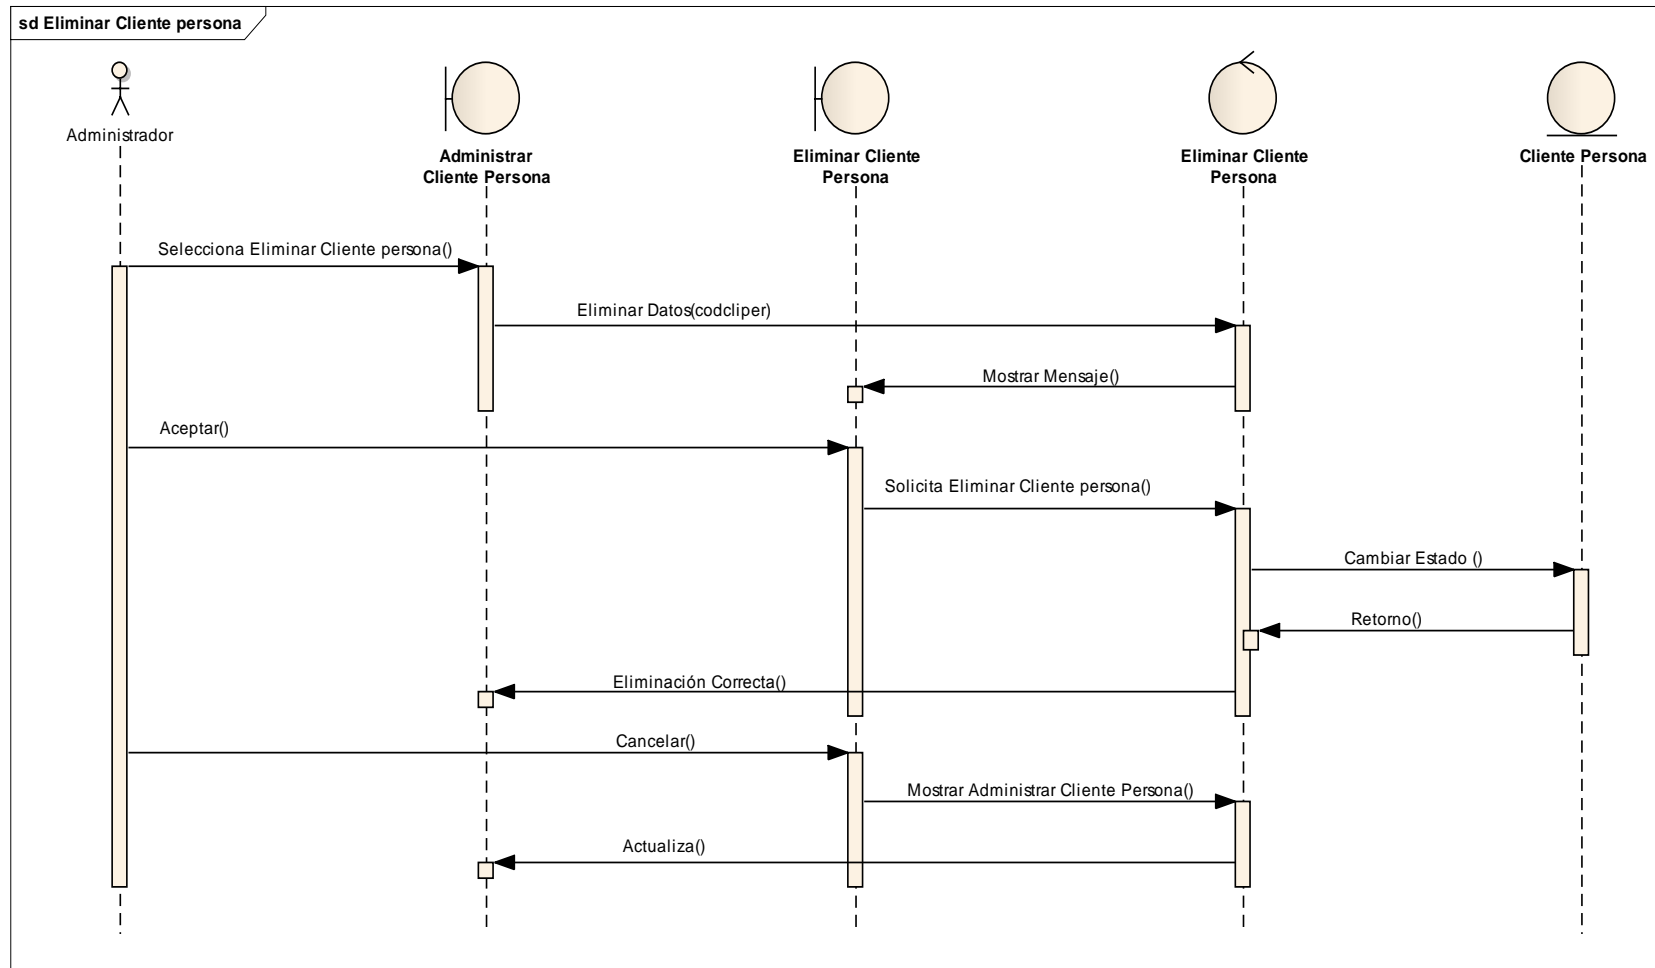 sd Eliminar Cliente persona
Administrador
Administrar
Cliente Persona
Eliminar Cliente
Persona
Eliminar Cliente
Persona
Cliente Persona
Selecciona Eliminar Cliente persona()
Eliminar Datos(codcliper)
Mostrar Mensaje()
Aceptar()
Solicita Eliminar Cliente persona()
Cambiar Estado ()
Retorno()
Eliminación Correcta()
Cancelar()
Mostrar Administrar Cliente Persona()
Actualiza()